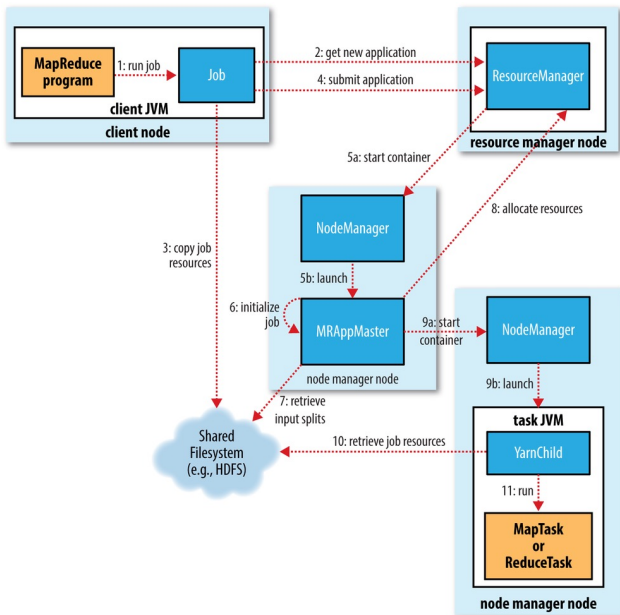 MapReduce
program
1: run job
Job
client JVM
client node
2: get new application
4: submit application
ResourceManager
resource manager node
5a: start container
8: allocate resources
3: copy job
resources
NodeManager
5b: launch
6: initialize
job
MRAppMaster
node manager node
9a: start
container
NodeManager
9b: launch
7: retrieve
input splits
Shared
Filesystem
(e.g., HDFS)
10: retrieve job resources
task JVM
YarnChild
11: run
MapTask
or
ReduceTask
node manager node